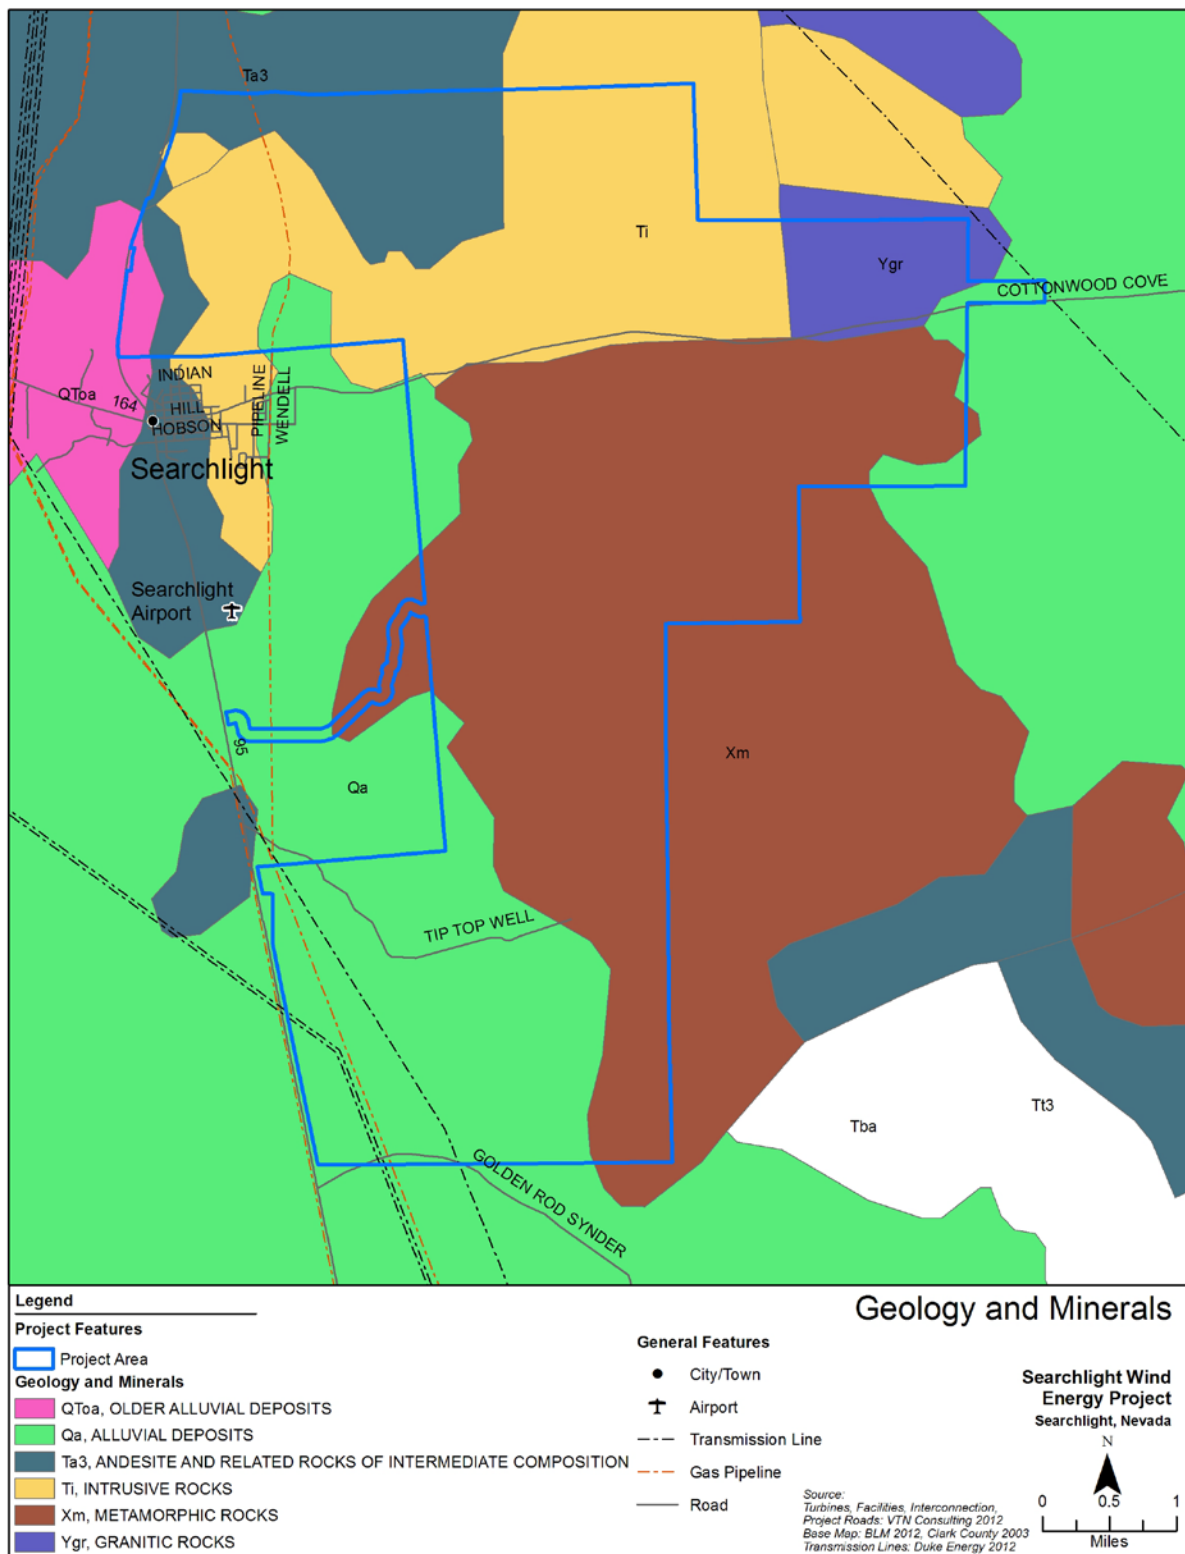 Ta3
Ti
Ygr
COTTONWOOD COVE
INDIAN
QToa
164
HILL
HOBSON
PIPELINE
WENDELL
Searchlight
Searchlight
Airport
95
Xm
Qa
TIP TOP WELL
Tt3
Tba
GOLDEN ROD SYNDER
Legend
Project Features
Project Area
Geology and Minerals
QToa, OLDER ALLUVIAL DEPOSITS
Qa, ALLUVIAL DEPOSITS
Ta3, ANDESITE AND RELATED ROCKS OF INTERMEDIATE COMPOSITION
Ti, INTRUSIVE ROCKS
Xm, METAMORPHIC ROCKS
Ygr, GRANITIC ROCKS
General Features
City/Town
Airport
Transmission Line
Gas Pipeline
Road
Geology and Minerals
Searchlight Wind
Energy Project
Searchlight, Nevada
N
0 0.5 1
Miles
Source:
Turbines, Facilities, Interconnection,
Project Roads: VTN Consulting 2012
Base Map: BLM 2012, Clark County 2003
Transmission Lines: Duke Energy 2012